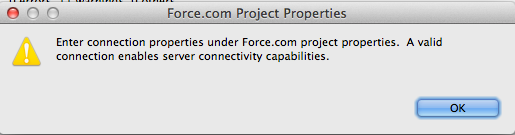 Force.com Project Properties
Enter connection properties under Force.com project properties.  A valid
connection enables server connectivity capabilities.
OK